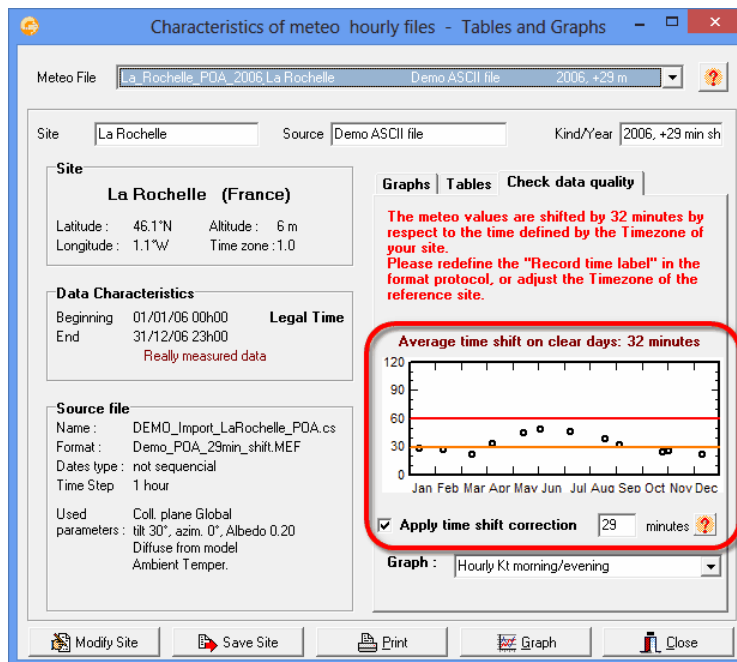 Characteristics of meteo hourly files - Tables and Graphs
Meteo File La_Rochelle_POA_2006 La Rochelle Demo ASCII file 2006, +29 m
Site La Rochelle Source Demo ASCII file Kind/Year 2006, +29 min sh
Site
La Rochelle (France)
Latitude : 46.1°N Altitude : 6 m
Longitude : 1.1°W Time zone : 1.0
Data Characteristics
Beginning 01/01/06 00h00 Legal Time
End 31/12/06 23h00
Really measured data
Source file
Name : DEMO_Import_LaRochelle_POA.cs
Format : Demo_POA_29min_shift.MEF
Dates type : not sequencial
Time Step 1 hour
Used Coll. plane Global
parameters : tilt 30°, azim. 0°, Albedo 0.20
Diffuse from model
Ambient Temper.
Graphs Tables Check data quality
The meteo values are shifted by 32 minutes by
respect to the time defined by the Timezone of
your site.
Please redefine the "Record time label" in the
format protocol, or adjust the Timezone of the
reference site.
Average time shift on clear days: 32 minutes
120
90
60
30
0
Jan Feb Mar Apr May Jun Jul Aug Sep Oct Nov Dec
Apply time shift correction 29 minutes ?
Graph : Hourly Kt morning/evening
Modify Site Save Site Print Graph Close